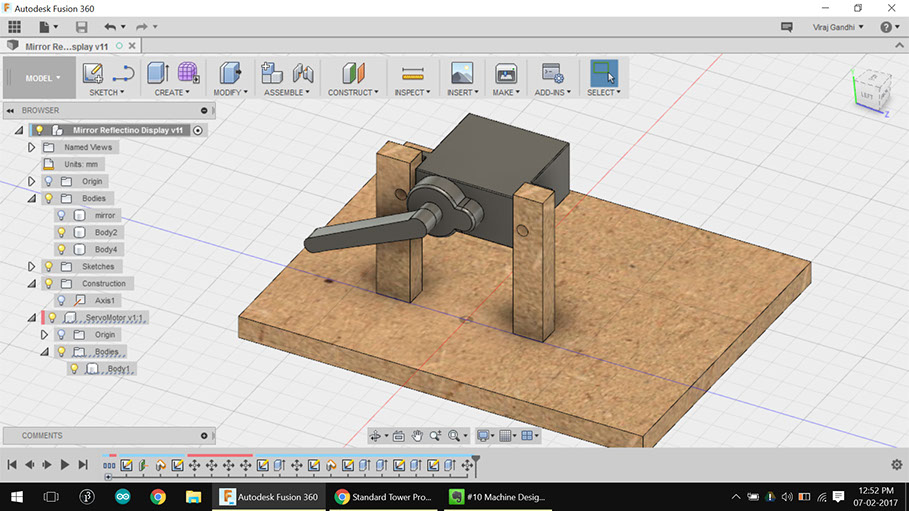 Autodesk Fusion 360
Viraj Gandhi
Mirror Re...splay v11
MODEL
SKETCH
CREATE
MODIFY
ASSEMBLE
CONSTRUCT
INSPECT
INSERT
MAKE
ADD-INS
SELECT
LEFT
Z
BROWSER
Mirror Reflectino Display v11
Named Views
Units: mm
Origin
Bodies
mirror
Body2
Body4
Sketches
Construction
Axis1
ServoMotor v1:1
Origin
Bodies
Body1
COMMENTS
Autodesk Fusion 360
Standard Tower Pro...
#10 Machine Desig...
12:52 PM
07-02-2017